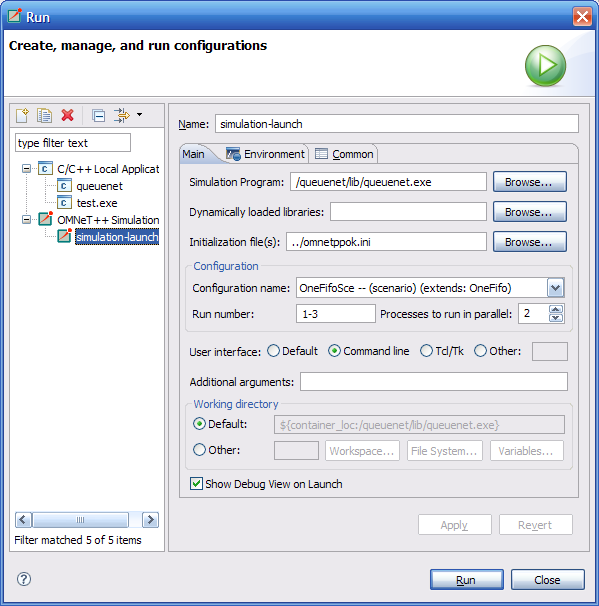 Run
Create, manage, and run configurations
type filter text
C/C++ Local Applicat
queuenet
test.exe
OMNeT++ Simulation
simulation-launch
Filter matched 5 of 5 items
Name: simulation-launch
Main Environment Common
Simulation Program: /queuenet/lib/queuenet.exe Browse...
Dynamically loaded libraries: Browse...
Initialization file(s): ../omnetppok.ini Browse...
Configuration
Configuration name: OneFifoSce -- (scenario) (extends: OneFifo)
Run number: 1-3 Processes to run in parallel: 2
User interface: Default Command line Tcl/Tk Other:
Additional arguments:
Working directory
Default: ${container_loc:/queuenet/lib/queuenet.exe}
Other: Workspace... File System... Variables...
Show Debug View on Launch
Apply Revert
? Run Close